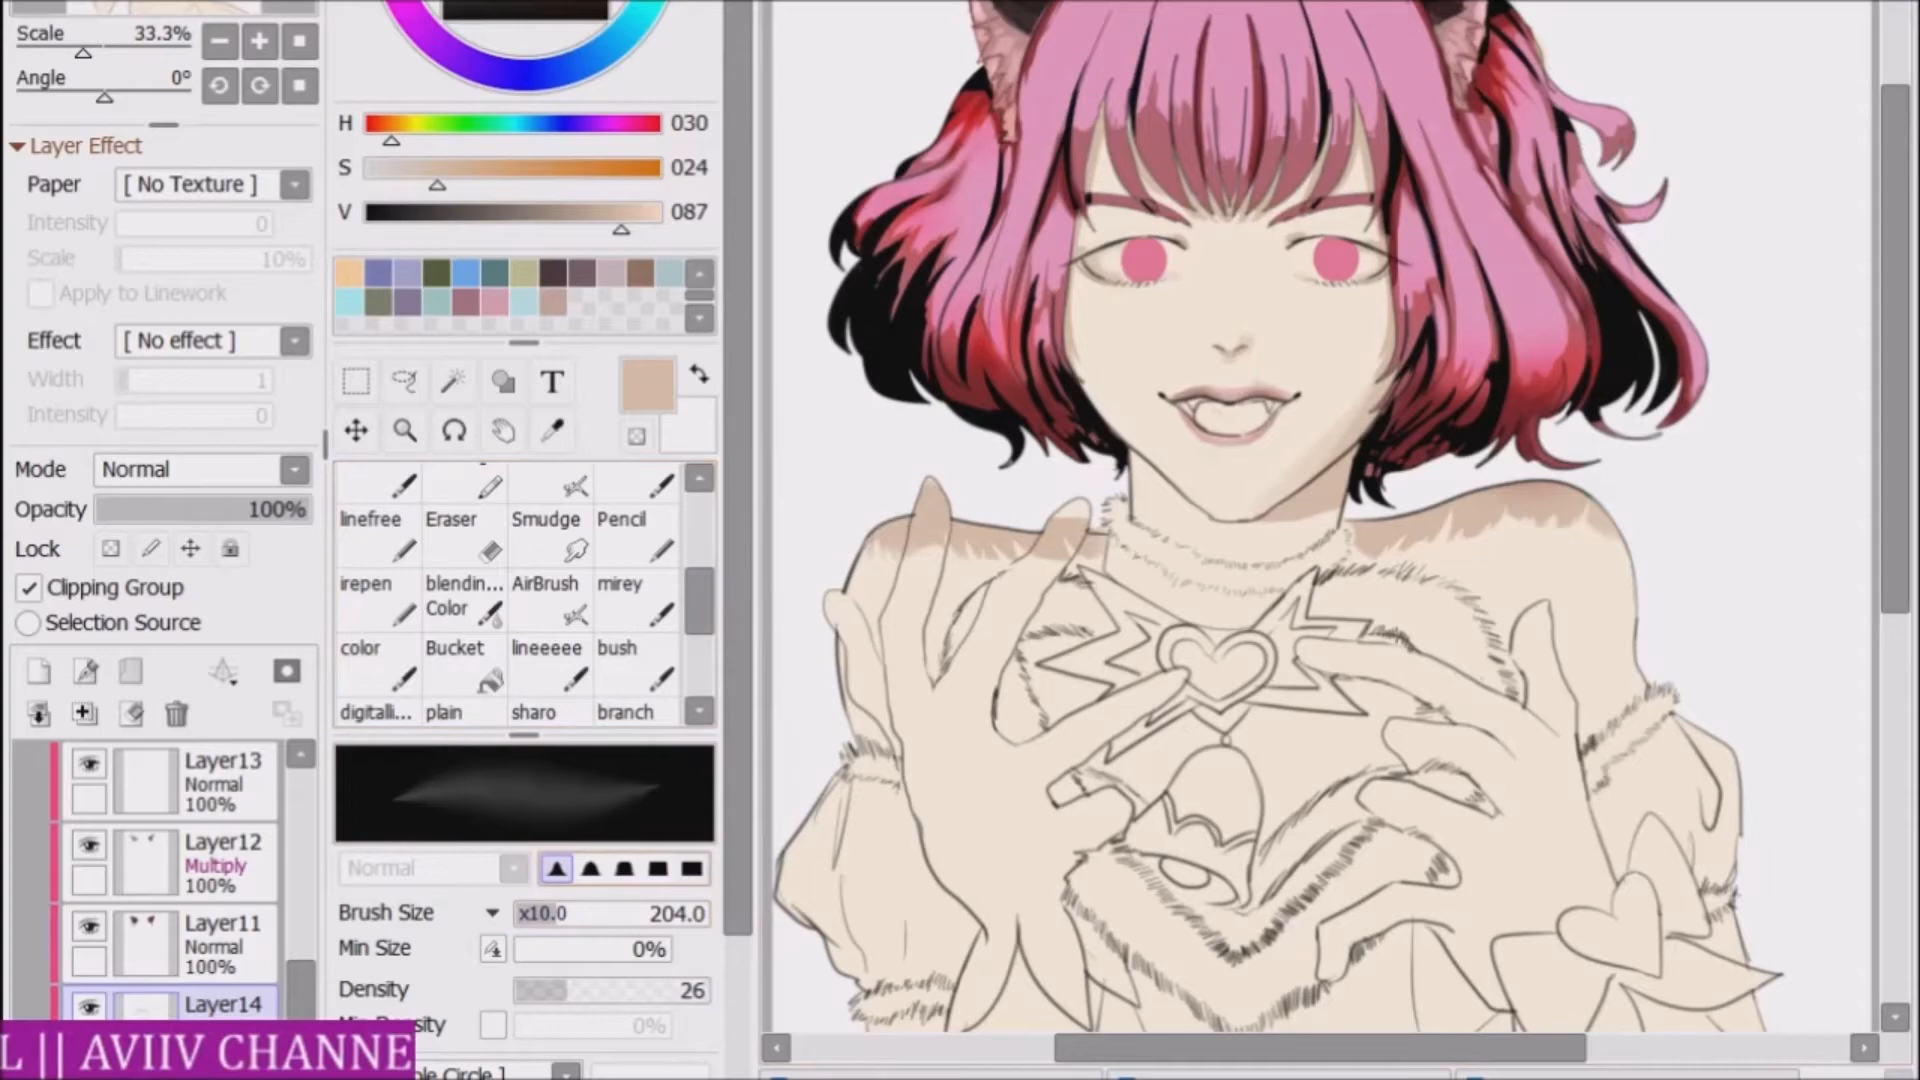 Scale 33.3%
Angle 0°
Layer Effect
Paper [ No Texture ]
Intensity 0
Scale 10%
Apply to Linework
Effect [ No effect ]
Width 1
Intensity 0
Mode Normal
Opacity 100%
Lock
Clipping Group
Selection Source
Layer13
Normal
100%
Layer12
Multiply
100%
Layer11
Normal
100%
Layer14
L || AVIIV CHANNE
H 030
S 024
V 087
T
linefree Eraser Smudge Pencil
irepen blendin... AirBrush mirey
Color
color Bucket lineeeee bush
digitalli... plain sharo branch
Normal
Brush Size x10.0 204.0
Min Size 0%
Density 26
Density 0%
Circle ]